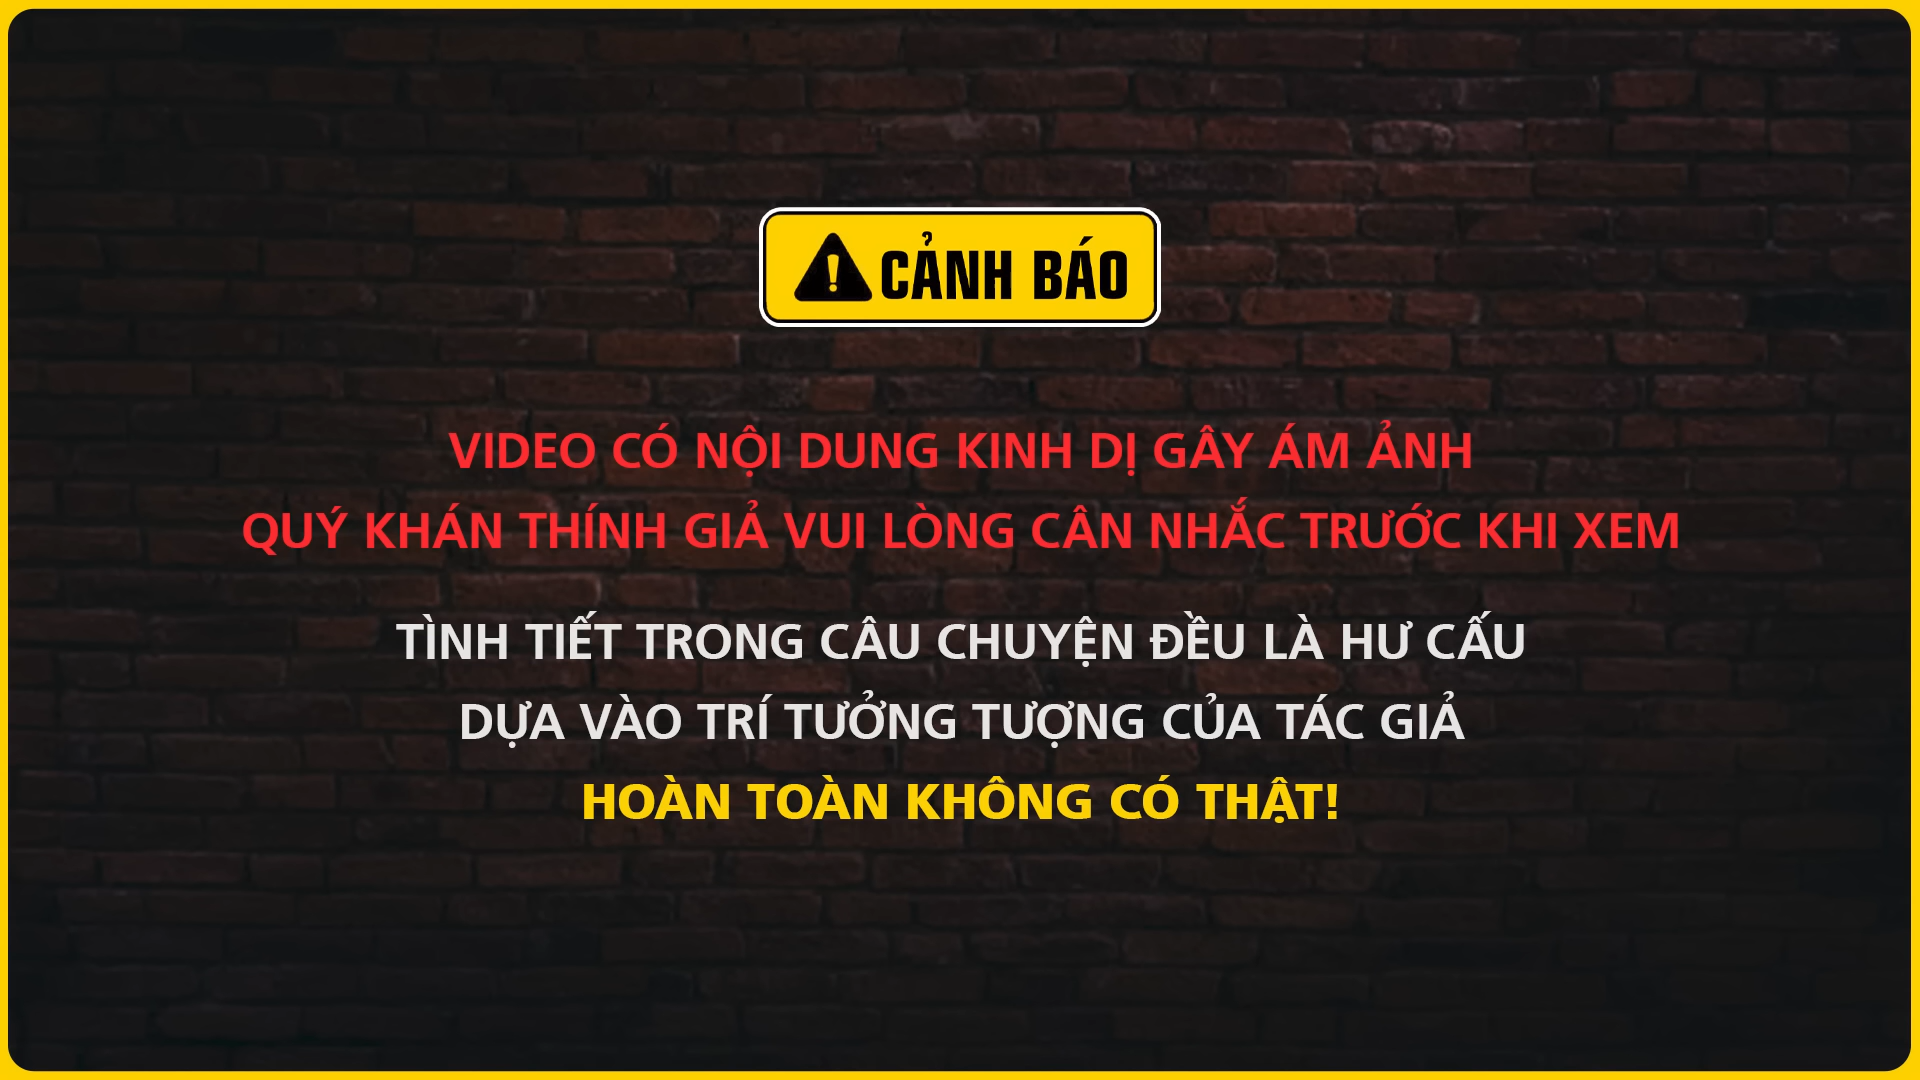 CẢNH BÁO
VIDEO CÓ NỘI DUNG KINH DỊ GÂY ÁM ẢNH
QUÝ KHÁN THÍNH GIẢ VUI LÒNG CÂN NHẮC TRƯỚC KHI XEM
TÌNH TIẾT TRONG CÂU CHUYỆN ĐỀU LÀ HƯ CẤU
DỰA VÀO TRÍ TƯỞNG TƯỢNG CỦA TÁC GIẢ
HOÀN TOÀN KHÔNG CÓ THẬT!